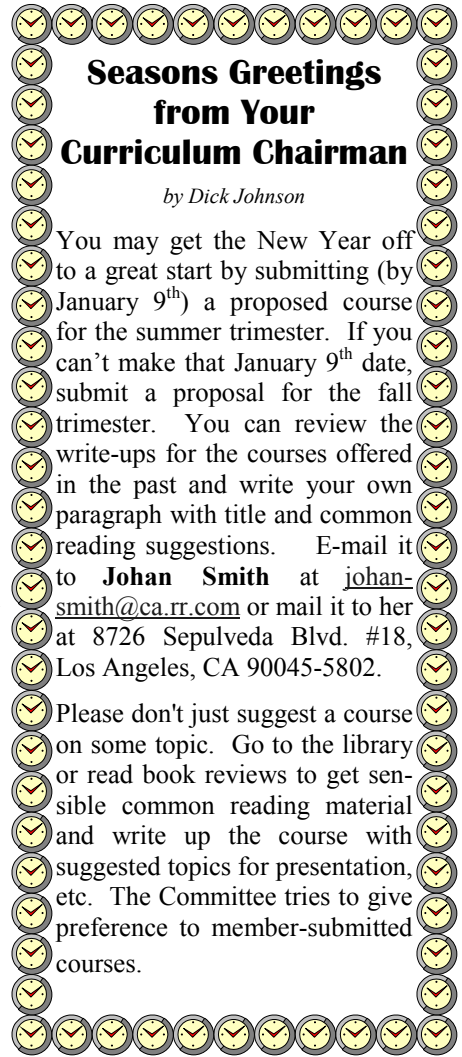 Seasons Greetings
from Your
Curriculum Chairman
by Dick Johnson
You may get the New Year off
to a great start by submitting (by
January 9th) a proposed course
for the summer trimester. If you
can’t make that January 9th date,
submit a proposal for the fall
trimester. You can review the
write-ups for the courses offered
in the past and write your own
paragraph with title and common
reading suggestions. E-mail it
to Johan Smith at johan-
smith@ca.rr.com or mail it to her
at 8726 Sepulveda Blvd. #18,
Los Angeles, CA 90045-5802.
Please don't just suggest a course
on some topic. Go to the library
or read book reviews to get sen-
sible common reading material
and write up the course with
suggested topics for presentation,
etc. The Committee tries to give
preference to member-submitted
courses.